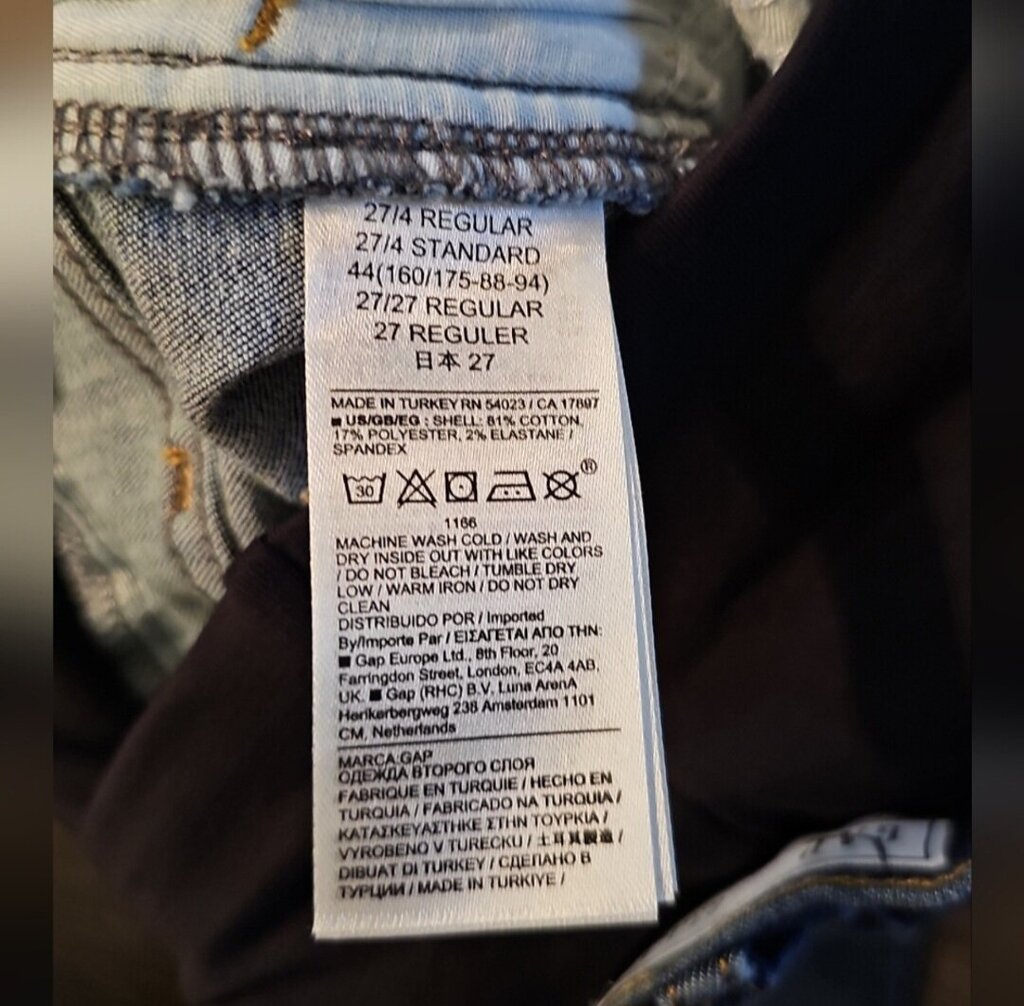 27/4 REGULAR
27/4 STANDARD
44(160/175-88-94)
27/27 REGULAR
27 REGULER
日本 27
MADE IN TURKEY RN 54023 / CA 17897
■ US/GB/EG : SHELL: 81% COTTON,
17% POLYESTER, 2% ELASTANE /
SPANDEX
30
®
1166
MACHINE WASH COLD / WASH AND
DRY INSIDE OUT WITH LIKE COLORS
/ DO NOT BLEACH / TUMBLE DRY
LOW / WARM IRON / DO NOT DRY
CLEAN
DISTRIBUIDO POR / Imported
By/Importe Par / ΕΙΣΑΓΕΤΑΙ ΑΠΟ ΤΗΝ:
■ Gap Europe Ltd., 8th Floor, 20
Farringdon Street, London, EC4A 4AB,
UK. ■ Gap (RHC) B.V. Luna ArenA
Herikerbergweg 238 Amsterdam 1101
CM, Netherlands
MARCA:GAP
ОДЕЖДА ВТОРОГО СЛОЯ
FABRIQUE EN TURQUIE / HECHO EN
TURQUIA / FABRICADO NA TURQUIA /
ΚΑΤΑΣΚΕΥΑΣΤΗΚΕ ΣΤΗΝ ΤΟΥΡΚΙΑ /
VYROBENO V TURECKU / 土耳其製造 /
DIBUAT DI TURKEY / СДЕЛАНО В
ТУРЦИИ / MADE IN TURKIYE /